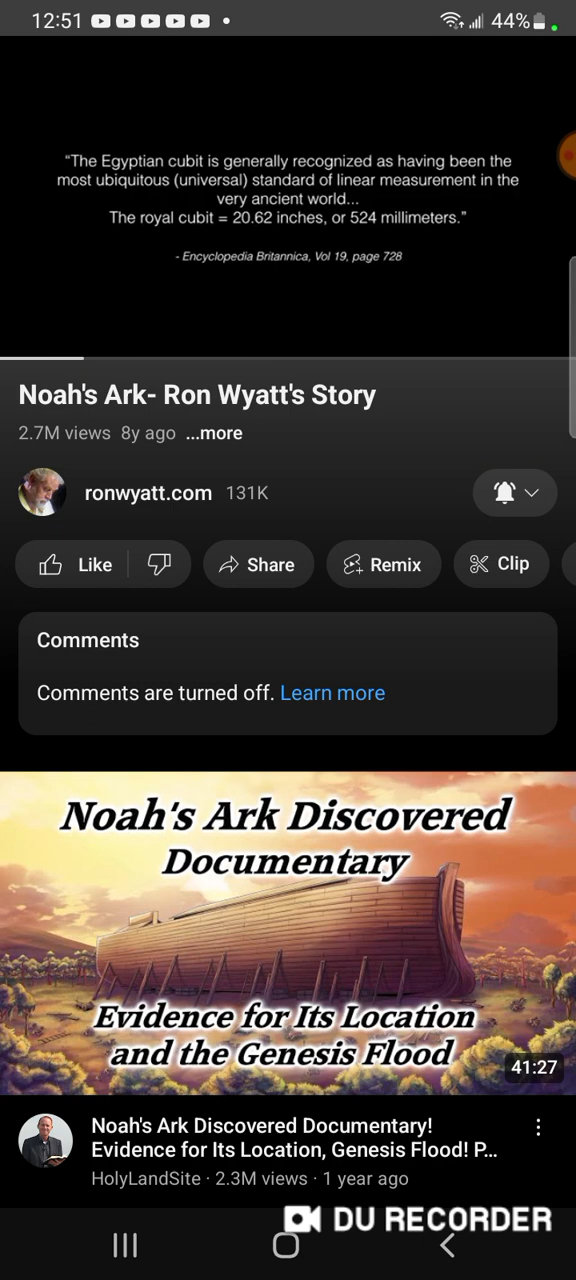 12:51
44%
“The Egyptian cubit is generally recognized as having been the
most ubiquitous (universal) standard of linear measurement in the
very ancient world...
The royal cubit = 20.62 inches, or 524 millimeters.”
- Encyclopedia Britannica, Vol 19, page 728
Noah's Ark- Ron Wyatt's Story
2.7M views 8y ago ...more
ronwyatt.com 131K
Like Share Remix Clip
Comments
Comments are turned off. Learn more
Noah's Ark Discovered
Documentary
Evidence for Its Location
and the Genesis Flood
41:27
Noah's Ark Discovered Documentary!
Evidence for Its Location, Genesis Flood! P...
HolyLandSite · 2.3M views · 1 year ago
DU RECORDER